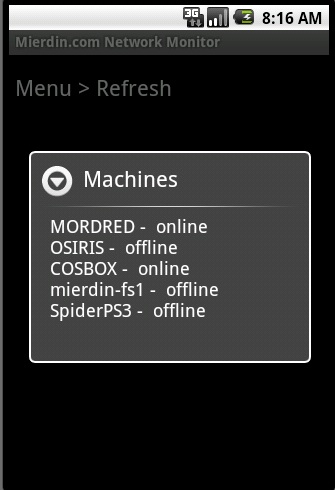 3G 8:16 AM
Mierdin.com Network Monitor
Menu > Refresh
Machines
MORDRED - online
OSIRIS - offline
COSBOX - online
mierdin-fs1 - offline
SpiderPS3 - offline